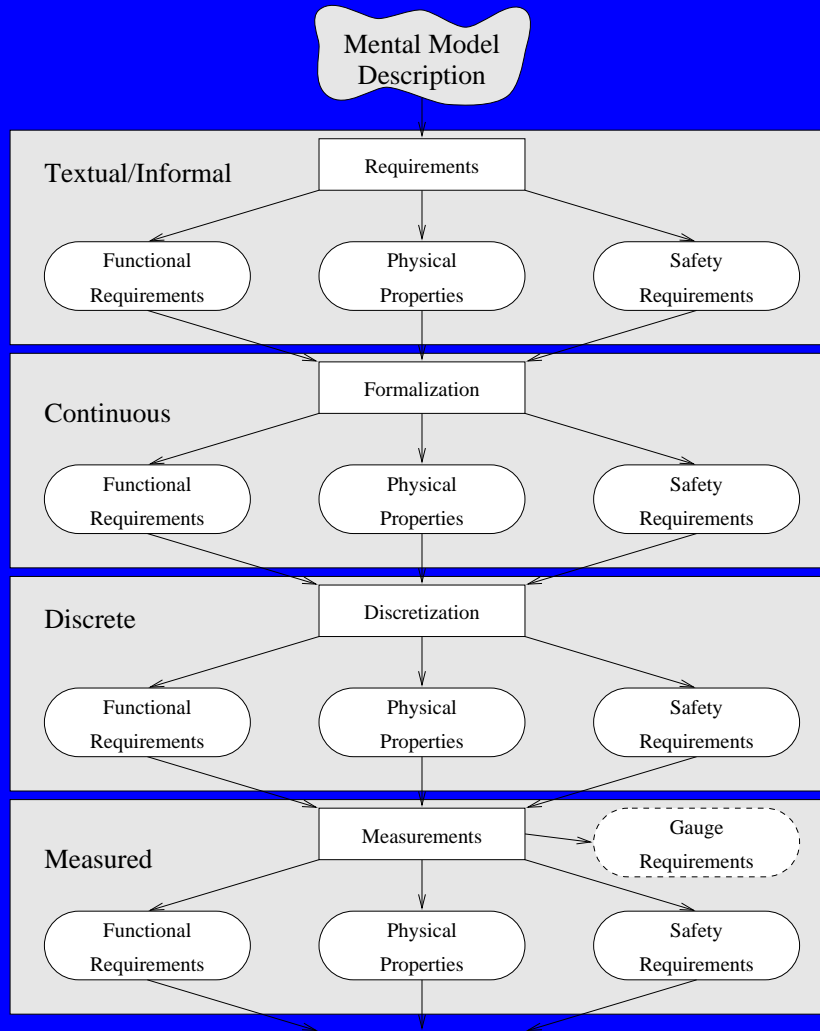 Mental Model
Description
Textual/Informal
Requirements
Functional
Requirements
Physical
Properties
Safety
Requirements
Continuous
Formalization
Functional
Requirements
Physical
Properties
Safety
Requirements
Discrete
Discretization
Functional
Requirements
Physical
Properties
Safety
Requirements
Measured
Measurements
Gauge
Requirements
Functional
Requirements
Physical
Properties
Safety
Requirements